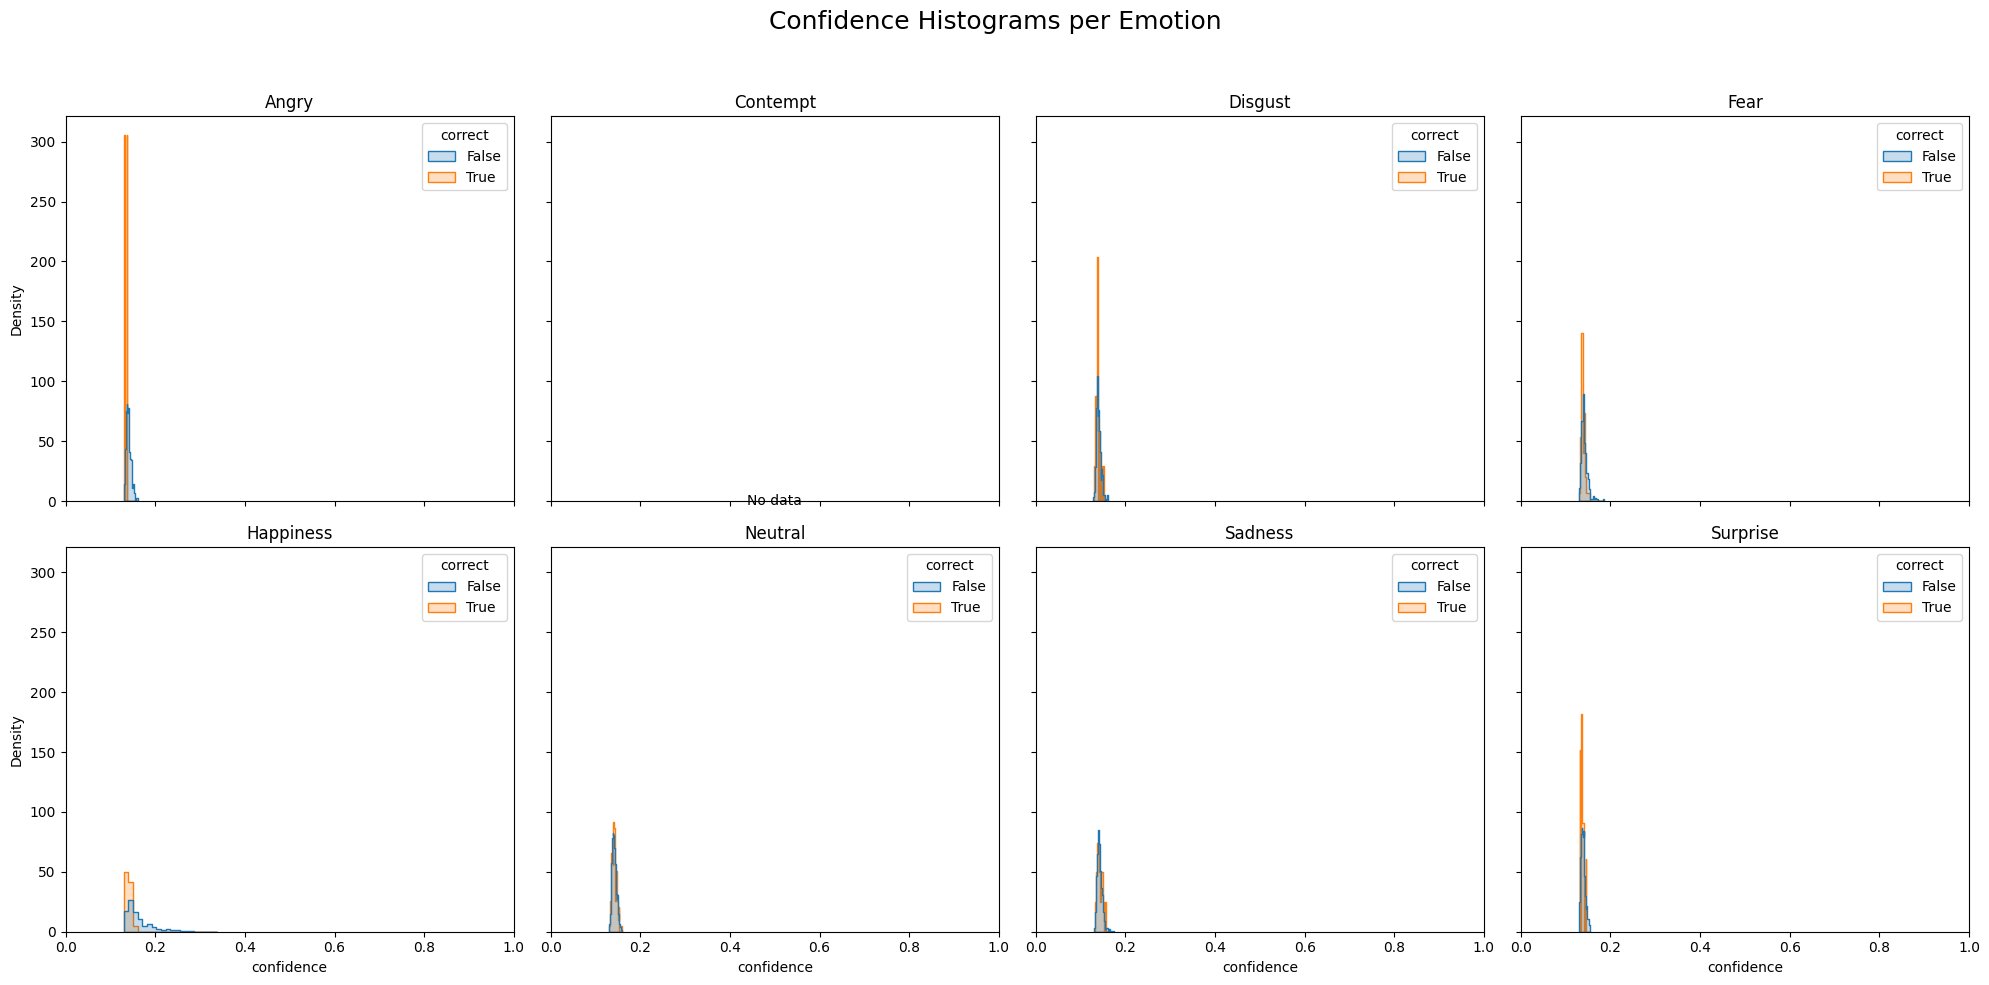 Confidence Histograms per Emotion
Angry
Contempt
Disgust
Fear
correct
False
True
correct
False
True
correct
False
True
Density
300
250
200
150
100
50
0
No data
Happiness
Neutral
Sadness
Surprise
correct
False
True
correct
False
True
correct
False
True
correct
False
True
Density
300
250
200
150
100
50
0
0.0 0.2 0.4 0.6 0.8 1.0
0.0 0.2 0.4 0.6 0.8 1.0
0.0 0.2 0.4 0.6 0.8 1.0
0.0 0.2 0.4 0.6 0.8 1.0
confidence
confidence
confidence
confidence